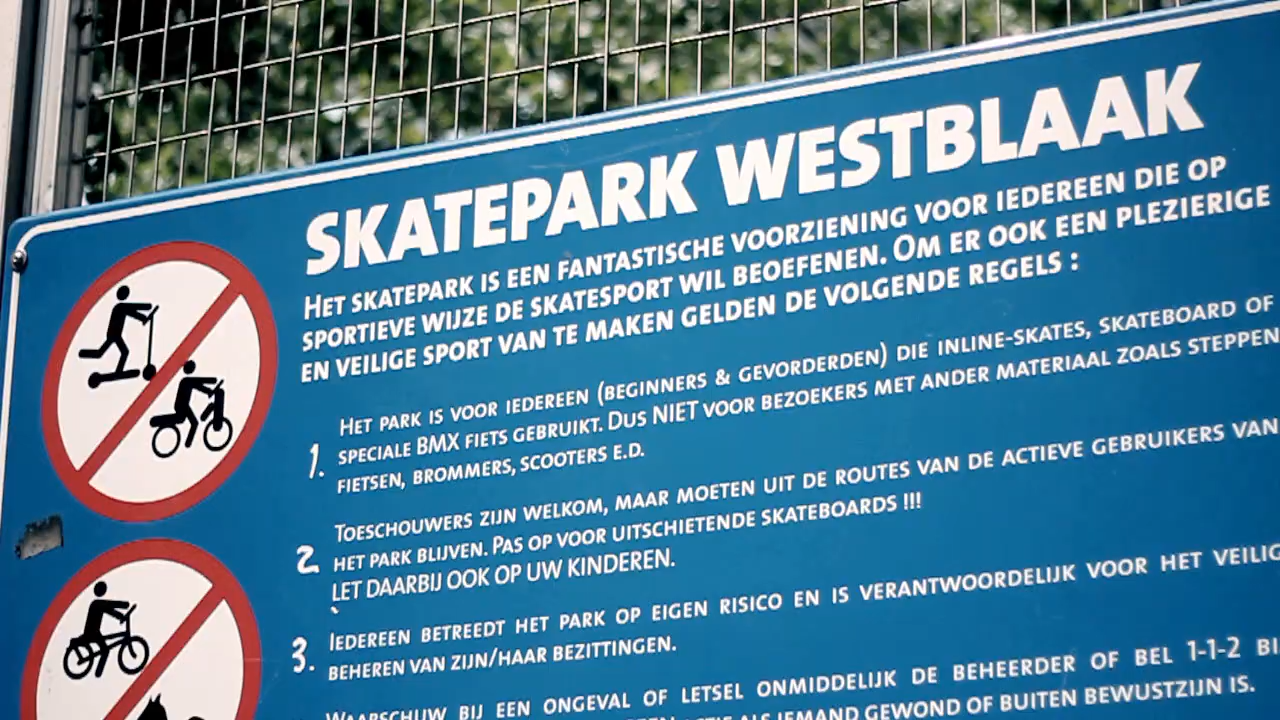 SKATEPARK WESTBLAAK
HET SKATEPARK IS EEN FANTASTISCHE VOORZIENING VOOR IEDEREEN DIE OP
SPORTIEVE WIJZE DE SKATESPORT WIL BEOEFENEN. OM ER OOK EEN PLEZIERIGE
EN VEILIGE SPORT VAN TE MAKEN GELDEN DE VOLGENDE REGELS :
HET PARK IS VOOR IEDEREEN (BEGINNERS & GEVORDERDEN) DIE INLINE-SKATES, SKATEBOARD OF
SPECIALE BMX FIETS GEBRUIKT. DUS NIET VOOR BEZOEKERS MET ANDER MATERIAAL ZOALS STEPPEN
1. FIETSEN, BROMMERS, SCOOTERS E.D.
TOESCHOUWERS ZIJN WELKOM, MAAR MOETEN UIT DE ROUTES VAN DE ACTIEVE GEBRUIKERS VAN
2 HET PARK BLIJVEN. PAS OP VOOR UITSCHIETENDE SKATEBOARDS !!!
LET DAARBIJ OOK OP UW KINDEREN.
IEDEREEN BETREEDT HET PARK OP EIGEN RISICO EN IS VERANTWOORDELIJK VOOR HET VEILIG
3. BEHEREN VAN ZIJN/HAAR BEZITTINGEN.
WAARSCHUW BIJ EEN ONGEVAL OF LETSEL ONMIDDELIJK DE BEHEERDER OF BEL 1-1-2
ALS IEMAND GEWOND OF BUITEN BEWUSTZIJN IS.